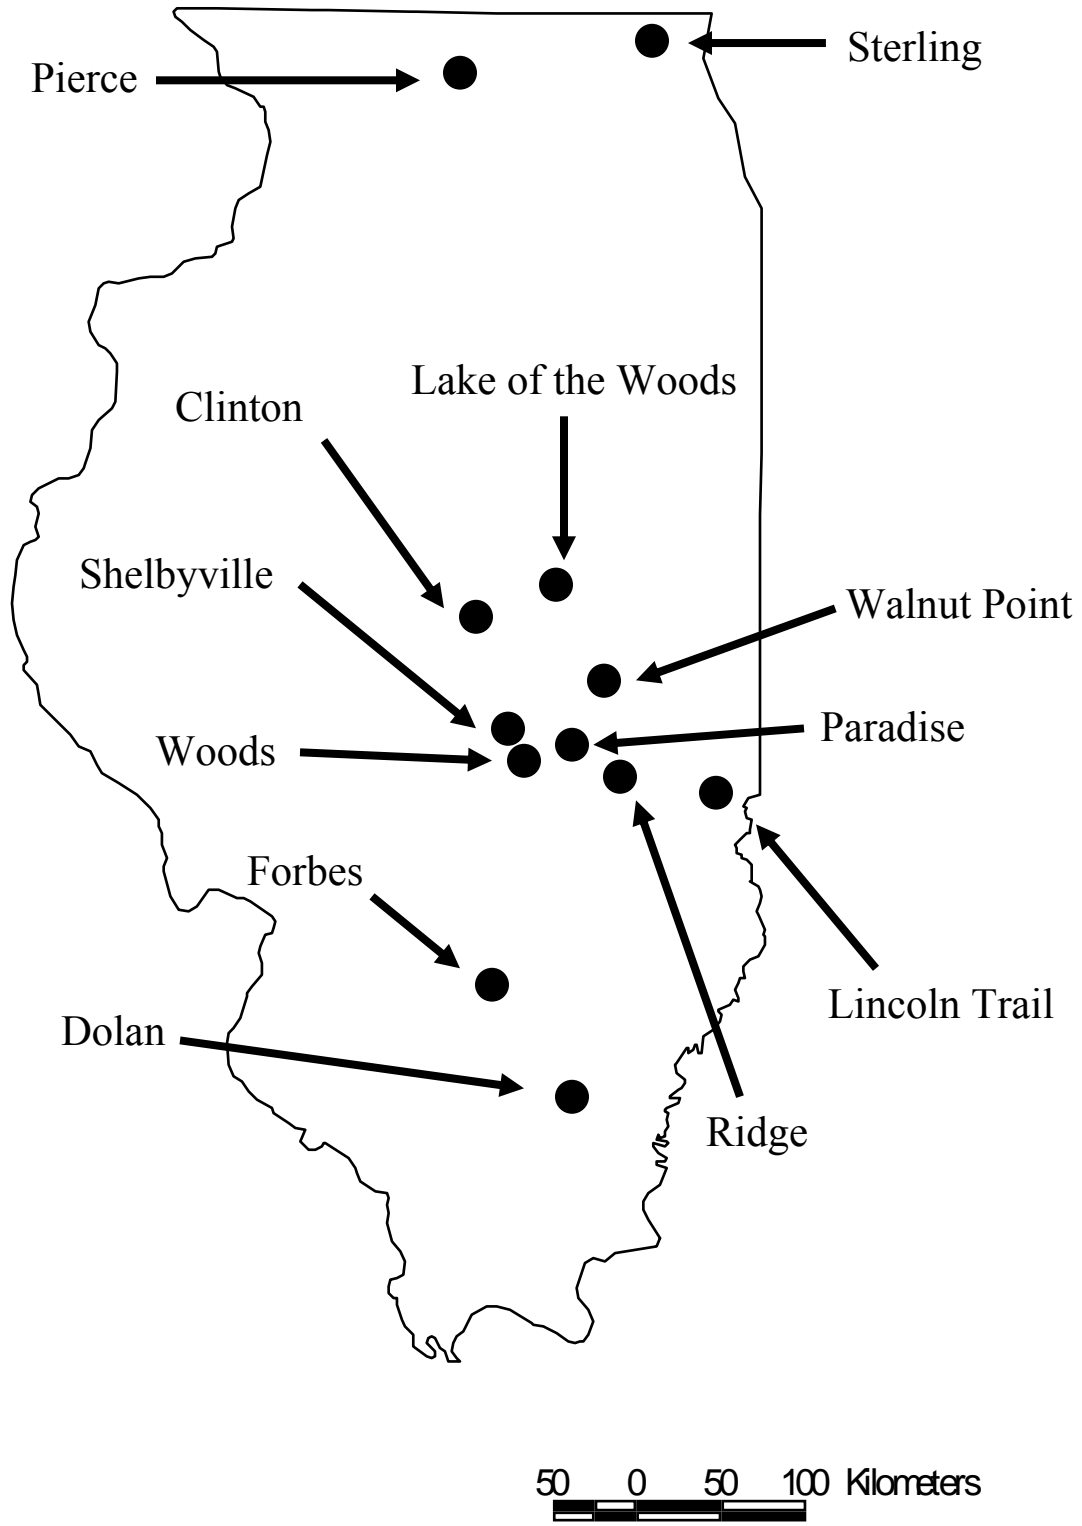 Sterling
Pierce
Lake of the Woods
Clinton
Shelbyville
Walnut Point
Paradise
Woods
Forbes
Lincoln Trail
Dolan
Ridge
50 0 50 100 Kilometers